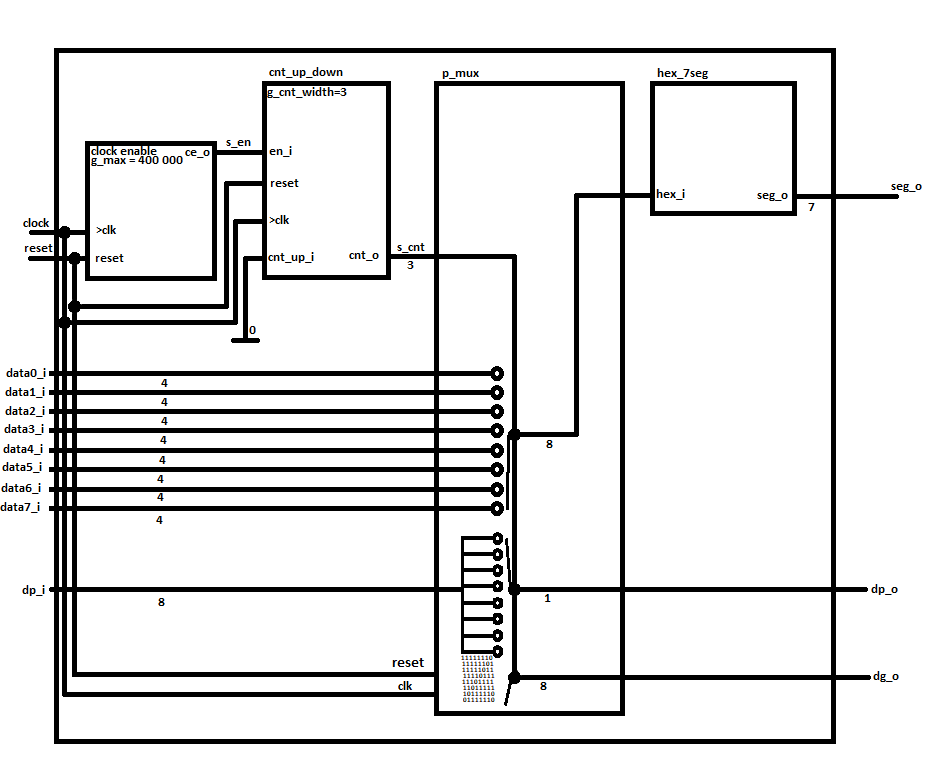 cnt_up_down
p_mux
hex_7seg
g_cnt_width=3
clock enable
g_max = 400 000
ce_o
s_en
en_i
reset
>clk
cnt_up_i
cnt_o
s_cnt
3
hex_i
seg_o
7
seg_o
clock
reset
>clk
reset
0
data0_i
4
data1_i
4
data2_i
4
data3_i
4
data4_i
4
data5_i
4
data6_i
4
data7_i
4
8
dp_i
8
1
dp_o
11111110
11111101
11111011
11110111
11101111
11011111
10111110
01111110
reset
clk
8
dg_o